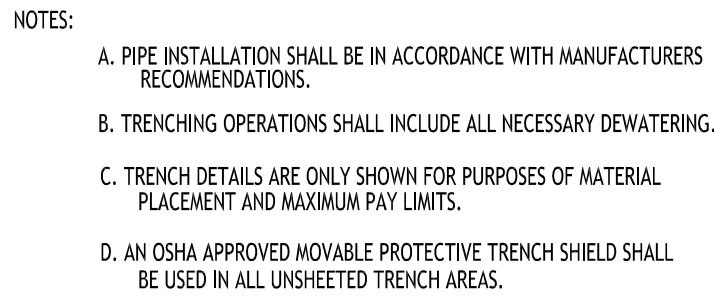 NOTES:
A. PIPE INSTALLATION SHALL BE IN ACCORDANCE WITH MANUFACTURERS
RECOMMENDATIONS.
B. TRENCHING OPERATIONS SHALL INCLUDE ALL NECESSARY DEWATERING.
C. TRENCH DETAILS ARE ONLY SHOWN FOR PURPOSES OF MATERIAL
PLACEMENT AND MAXIMUM PAY LIMITS.
D. AN OSHA APPROVED MOVABLE PROTECTIVE TRENCH SHIELD SHALL
BE USED IN ALL UNSHEETED TRENCH AREAS.